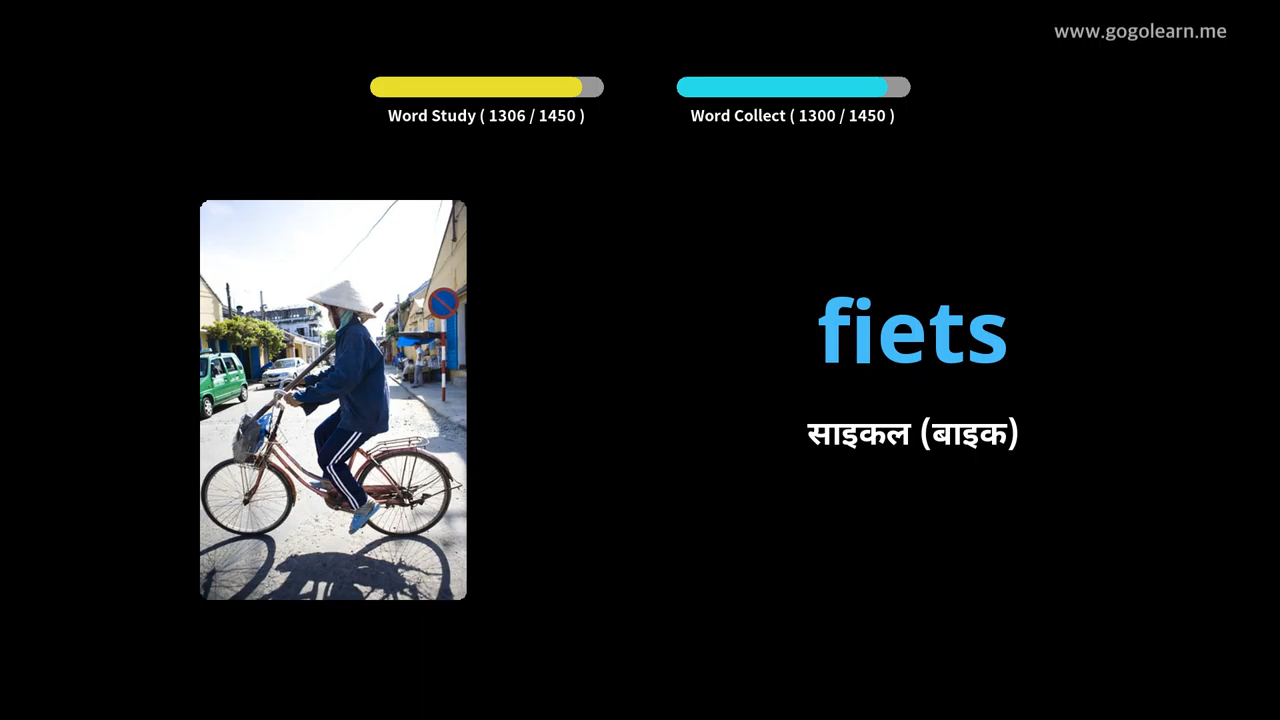 www.gogolearn.me
Word Study ( 1306 / 1450 )
Word Collect ( 1300 / 1450 )
fiets
साइकल (बाइक)